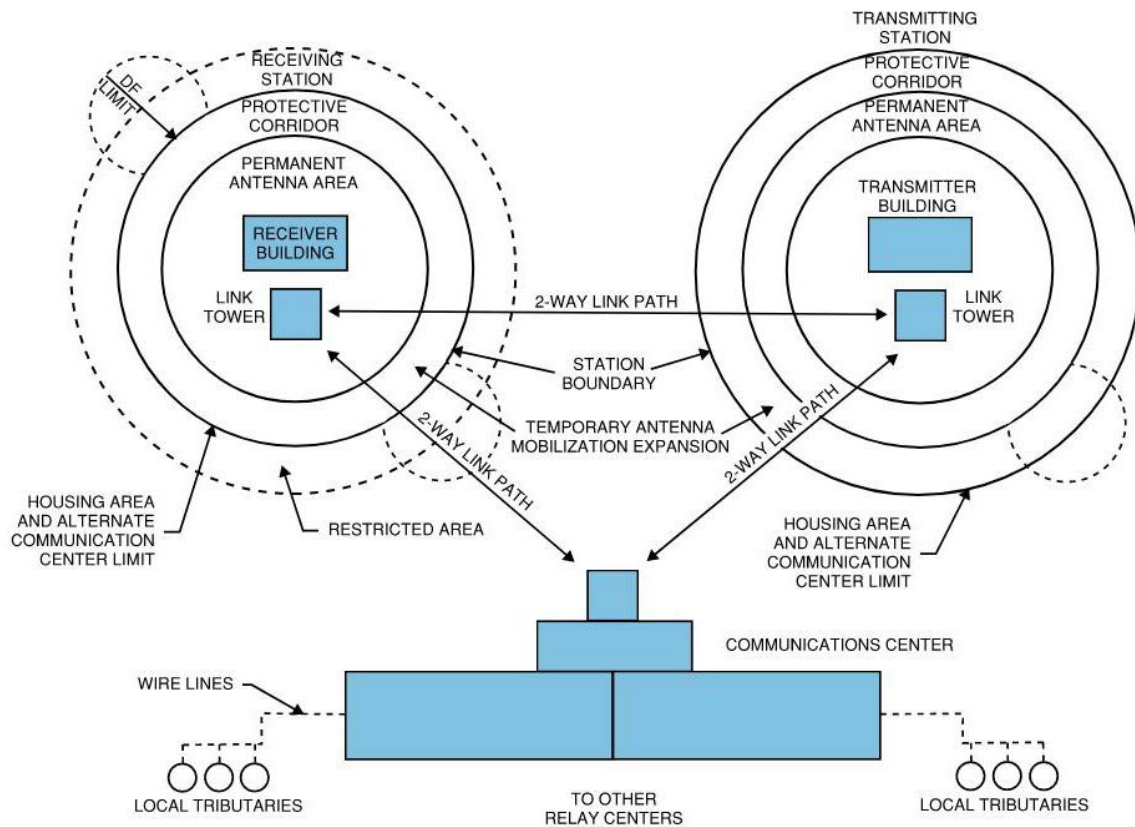 TRANSMITTING
STATION
PROTECTIVE
CORRIDOR
PERMANENT
ANTENNA AREA
TRANSMITTER
BUILDING
LINK
TOWER
RECEIVING
STATION
PROTECTIVE
CORRIDOR
PERMANENT
ANTENNA AREA
RECEIVER
BUILDING
LINK
TOWER
DF
LIMIT
2-WAY LINK PATH
STATION
BOUNDARY
TEMPORARY ANTENNA
MOBILIZATION EXPANSION
2-WAY LINK PATH
2-WAY LINK PATH
HOUSING AREA
AND ALTERNATE
COMMUNICATION
CENTER LIMIT
RESTRICTED AREA
HOUSING AREA
AND ALTERNATE
COMMUNICATION
CENTER LIMIT
COMMUNICATIONS CENTER
WIRE LINES
LOCAL TRIBUTARIES
TO OTHER
RELAY CENTERS
LOCAL TRIBUTARIES